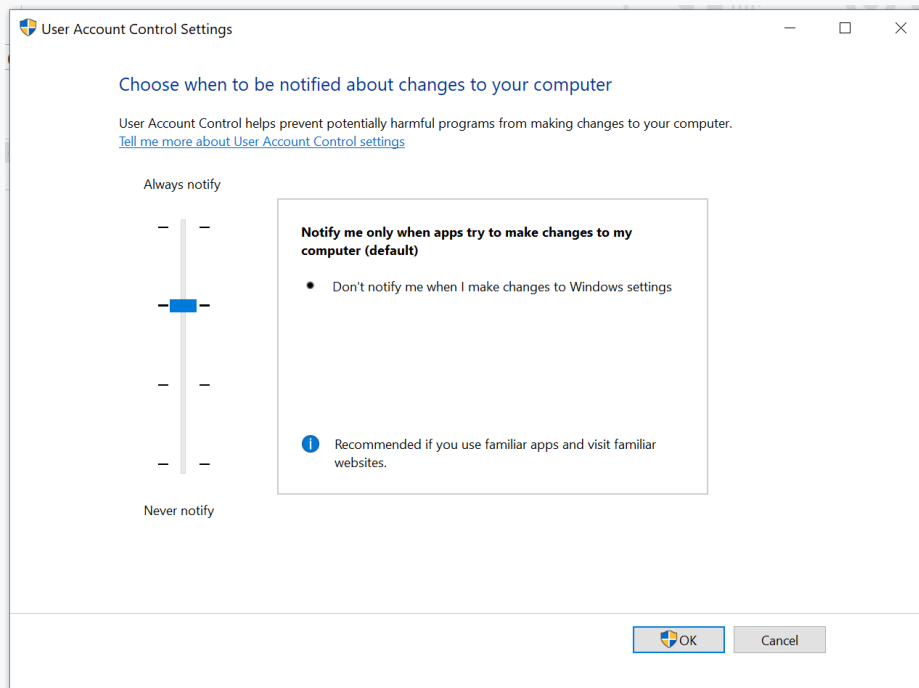 User Account Control Settings
Choose when to be notified about changes to your computer
User Account Control helps prevent potentially harmful programs from making changes to your computer.
Tell me more about User Account Control settings
Always notify
Notify me only when apps try to make changes to my
computer (default)
Don't notify me when I make changes to Windows settings
Recommended if you use familiar apps and visit familiar
websites.
Never notify
OK
Cancel